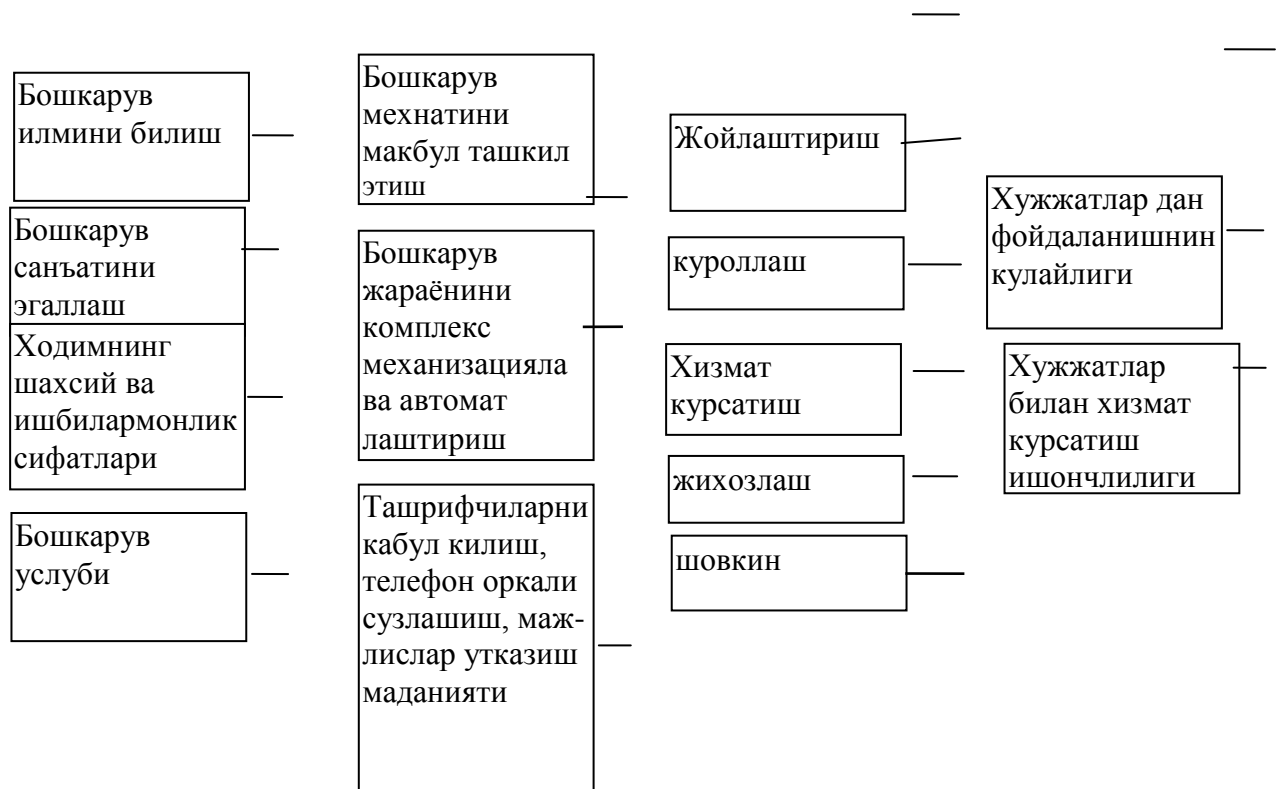 Бошкарув
илмини билиш
Бошкарув
санъатини
эгаллаш
Ходимнинг
шахсий ва
ишбилармонлик
сифатлари
Бошкарув
услуби
Бошкарув
мехнатини
макбул ташкил
этиш
Бошкарув
жараёнини
комплекс
механизацияла
ва автомат
лаштириш
Ташрифчиларни
кабул килиш,
телефон оркали
сузлашиш, маж-
лислар утказиш
маданияти
Жойлаштириш
куроллаш
Хизмат
курсатиш
жихозлаш
шовкин
Хужжатлар дан
фойдаланишнин
кулайлиги
Хужжатлар
билан хизмат
курсатиш
ишончлилиги